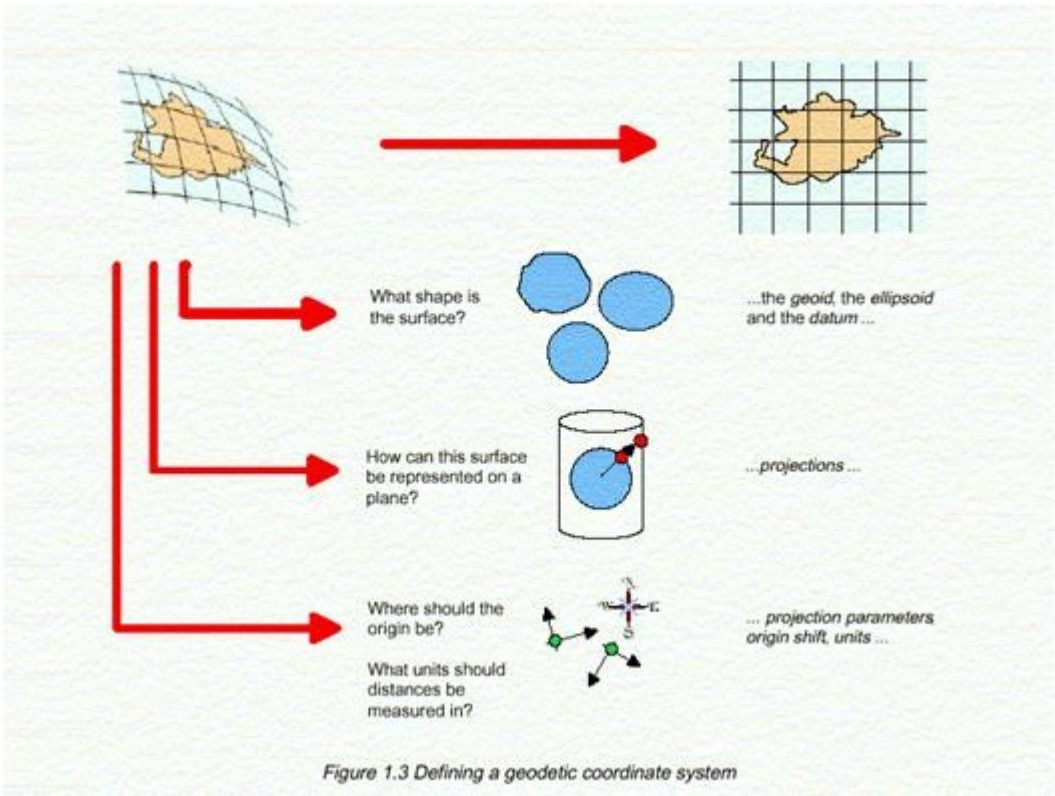 What shape is
the surface?
...the geoid, the ellipsoid
and the datum ...
How can this surface
be represented on a
plane?
...projections ...
Where should the
origin be?
E
S
... projection parameters
origin shift, units ...
What units should
distances be
measured in?
Figure 1.3 Defining a geodetic coordinate system